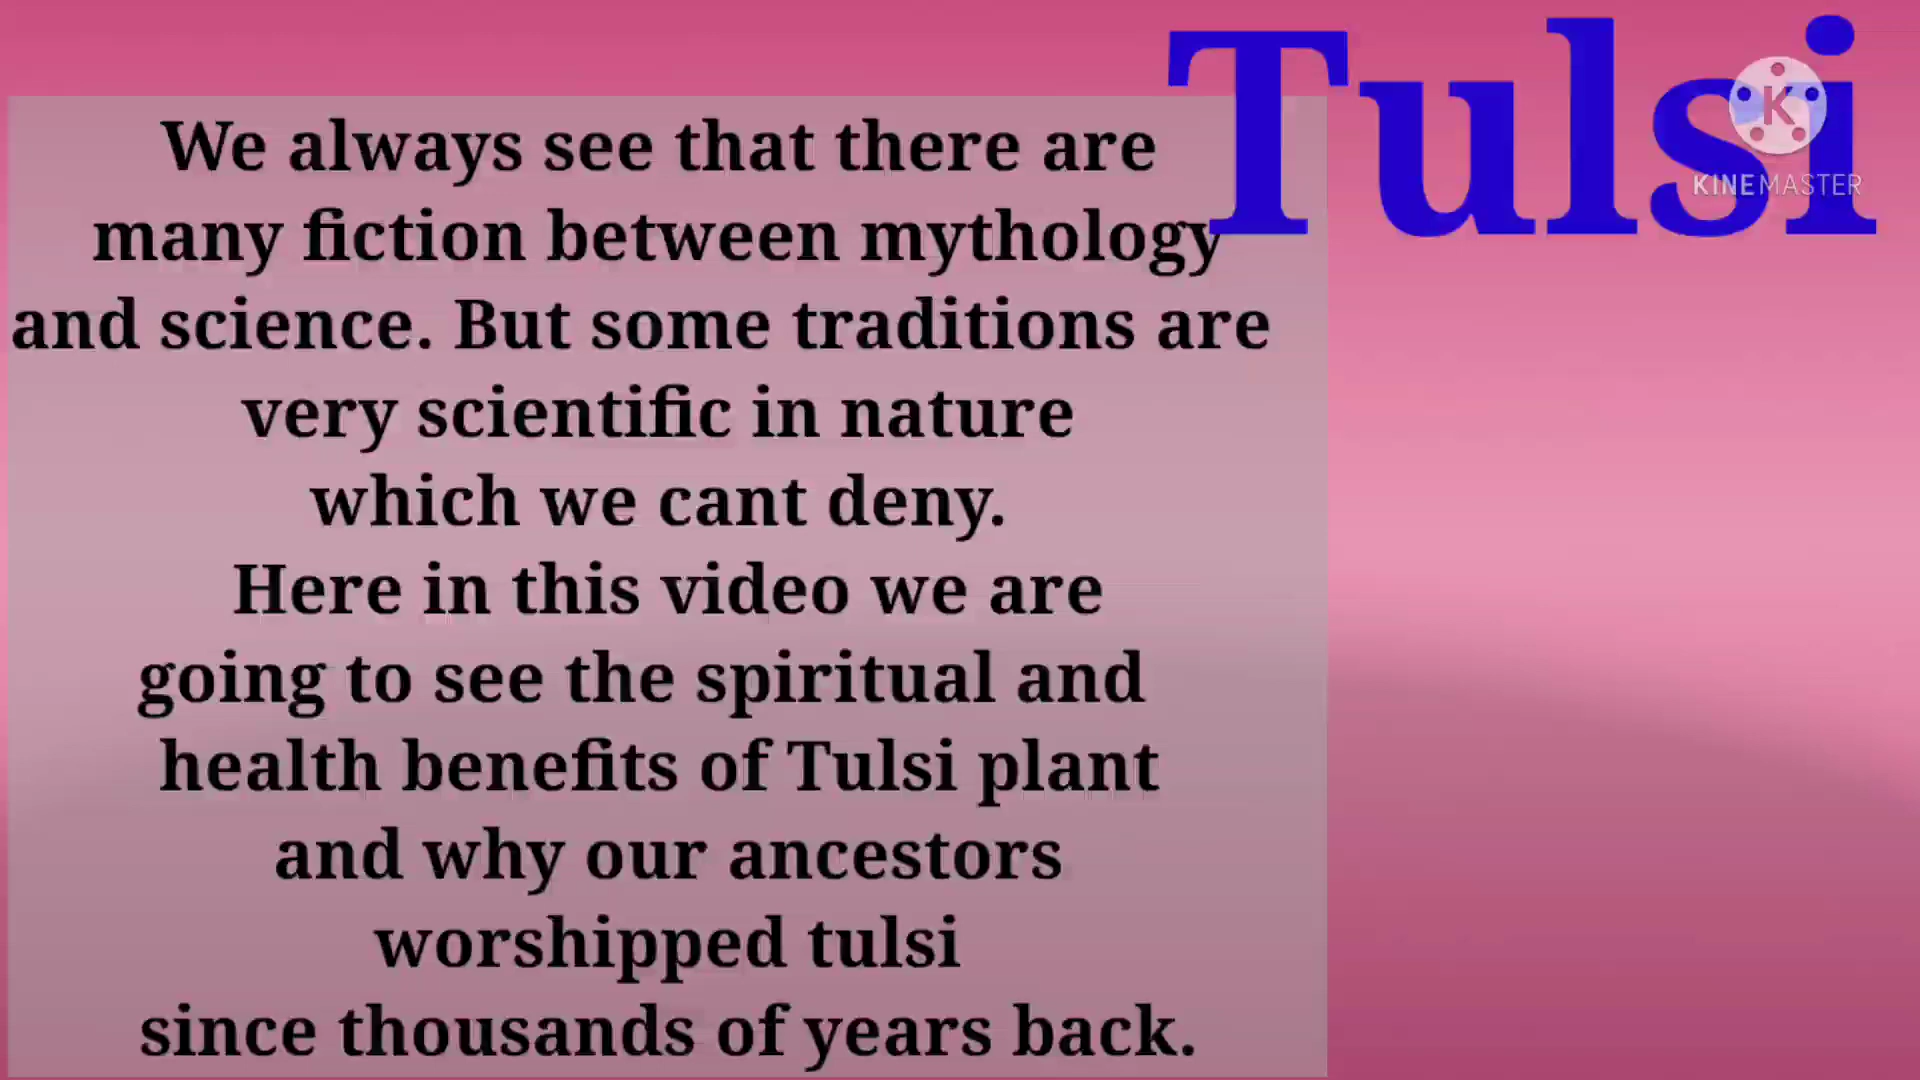 Tulsi
KINEMASTER
We always see that there are
many fiction between mythology
and science. But some traditions are
very scientific in nature
which we cant deny.
Here in this video we are
going to see the spiritual and
health benefits of Tulsi plant
and why our ancestors
worshipped tulsi
since thousands of years back.